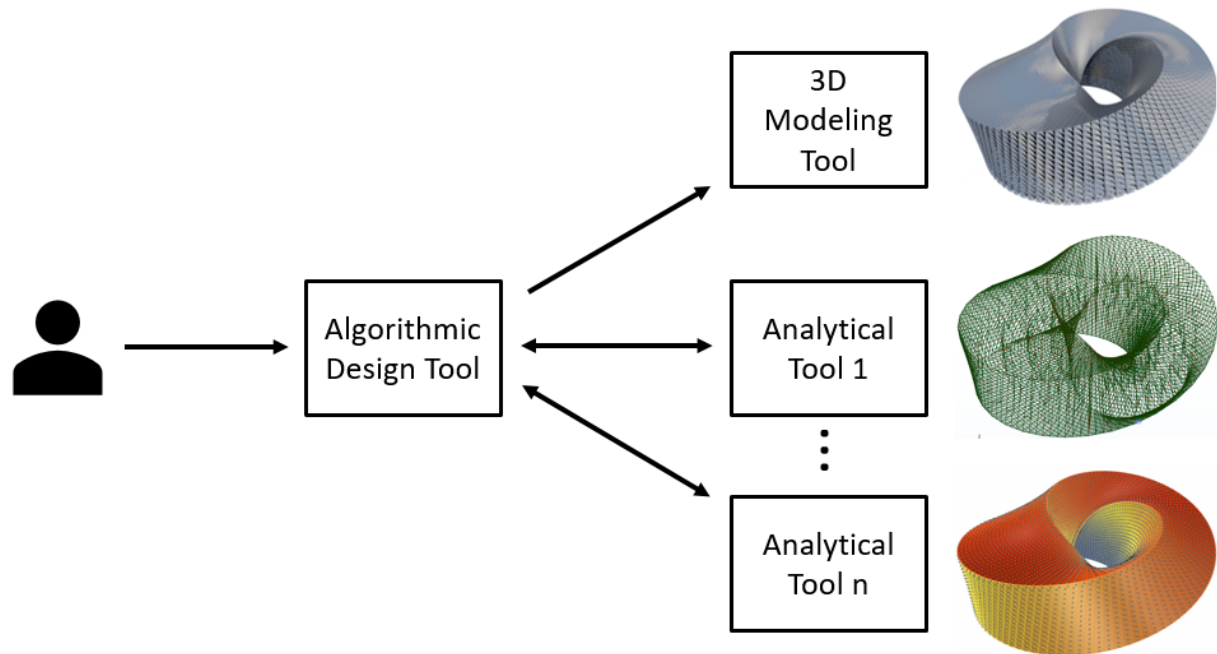 3D
Modeling
Tool
Algorithmic
Design Tool
Analytical
Tool 1
Analytical
Tool n